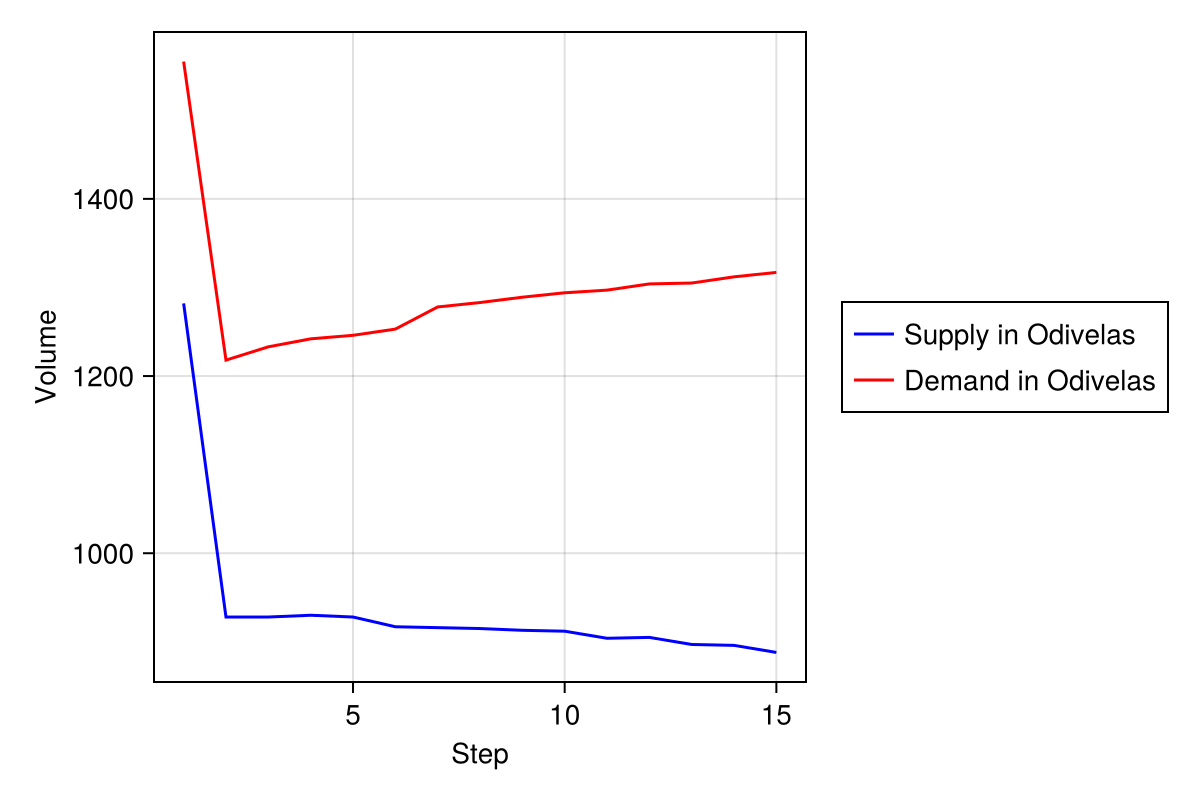 1400
1200
1000
Volume
5 10 15
Step
Supply in Odivelas
Demand in Odivelas